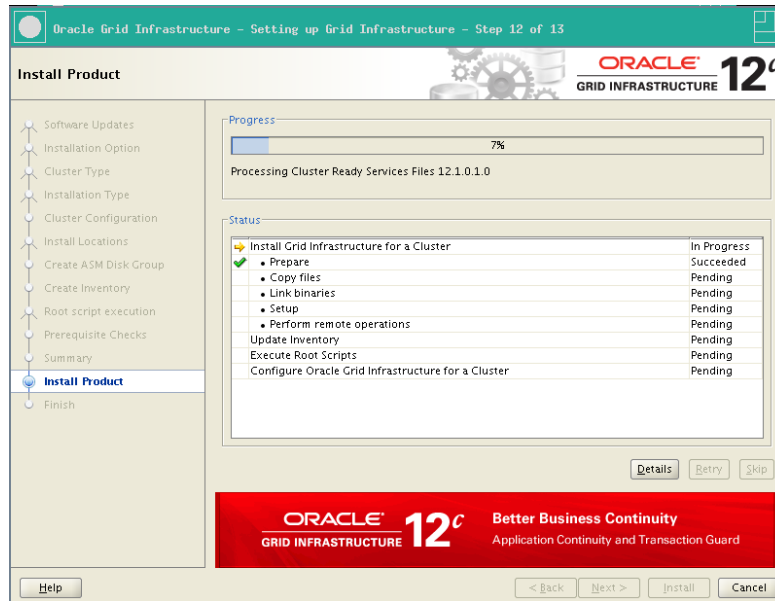 Oracle Grid Infrastructure - Setting up Grid Infrastructure - Step 12 of 13
Install Product
ORACLE
GRID INFRASTRUCTURE
12c
Software Updates
Installation Option
Cluster Type
Installation Type
Cluster Configuration
Install Locations
Create ASM Disk Group
Create Inventory
Root script execution
Prerequisite Checks
Summary
Install Product
Finish
Progress
7%
Processing Cluster Ready Services Files 12.1.0.1.0
Status
Install Grid Infrastructure for a Cluster In Progress
• Prepare Succeeded
• Copy files Pending
• Link binaries Pending
• Setup Pending
• Perform remote operations Pending
Update Inventory Pending
Execute Root Scripts Pending
Configure Oracle Grid Infrastructure for a Cluster Pending
Details Retry Skip
ORACLE
GRID INFRASTRUCTURE
12c
Better Business Continuity
Application Continuity and Transaction Guard
Help < Back Next > Install Cancel